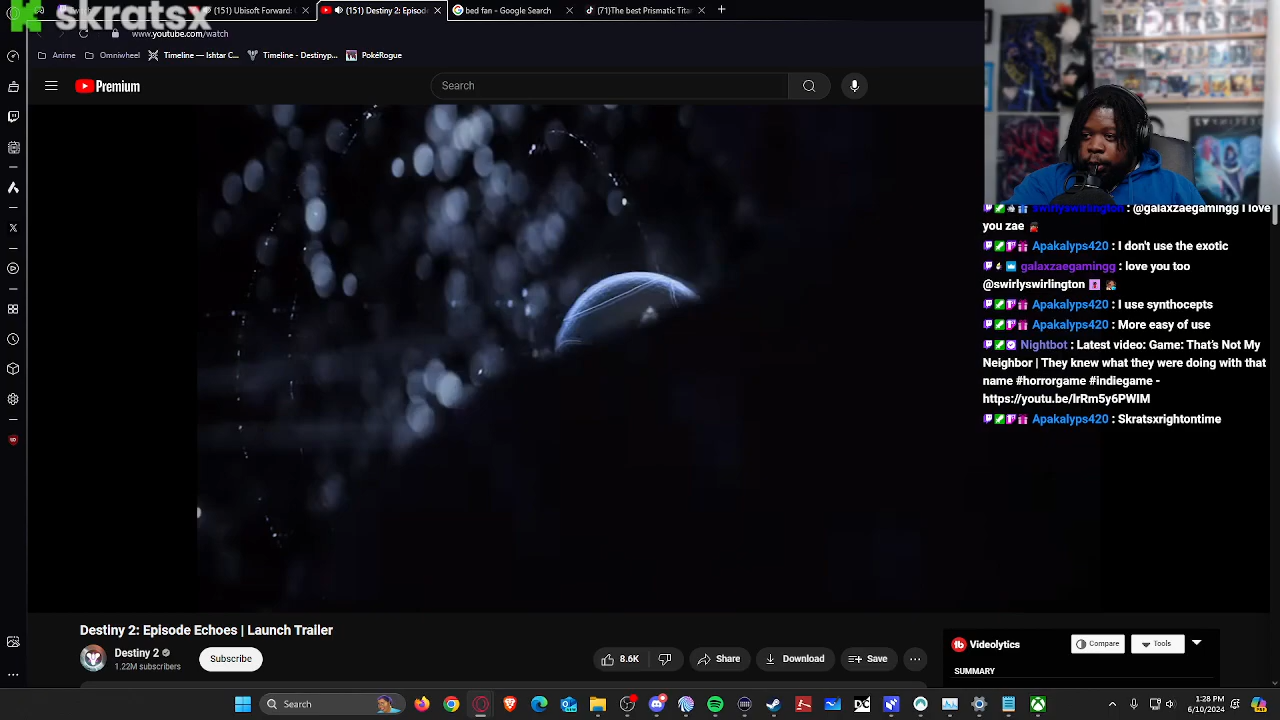 skratsx
(151) Ubisoft Forward:
(151) Destiny 2: Episode
bed fan - Google Search
(71)The best Prismatic Tita
www.youtube.com/watch
Anime
Omniwheel
Timeline — Ishtar C...
Timeline — Destinyp...
PokéRogue
Premium
Search
swirlyswirlington : @galaxzaegamingg I love
you zae
Apakalyps420 : I don't use the exotic
galaxzaegamingg : love you too
@swirlyswirlington
Apakalyps420 : I use synthocepts
Apakalyps420 : More easy of use
Nightbot : Latest video: Game: That's Not My
Neighbor | They knew what they were doing with that
name #horrorgame #indiegame -
https://youtu.be/IrRm5y6PWIM
Apakalyps420 : Skratsxrightontime
Destiny 2: Episode Echoes | Launch Trailer
Destiny 2
1.22M subscribers
Subscribe
8.6K
Share
Download
Save
Videolytics
Compare
Tools
SUMMARY
Search
1:28 PM
6/10/2024